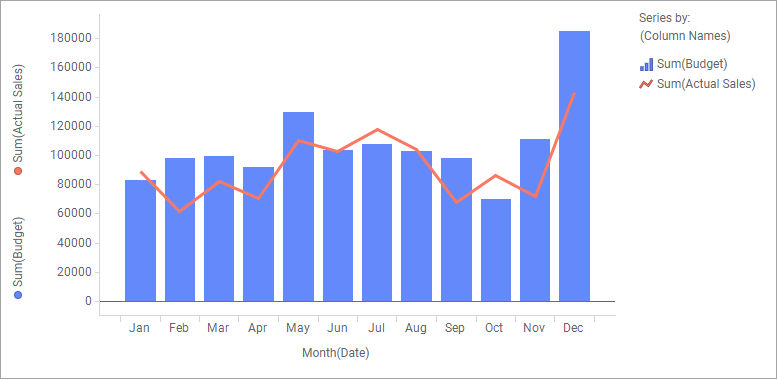 Series by:
(Column Names)
Sum(Budget)
Sum(Actual Sales)
Sum(Actual Sales)
Sum(Budget)
180000
160000
140000
120000
100000
80000
60000
40000
20000
0
Jan Feb Mar Apr May Jun Jul Aug Sep Oct Nov Dec
Month(Date)